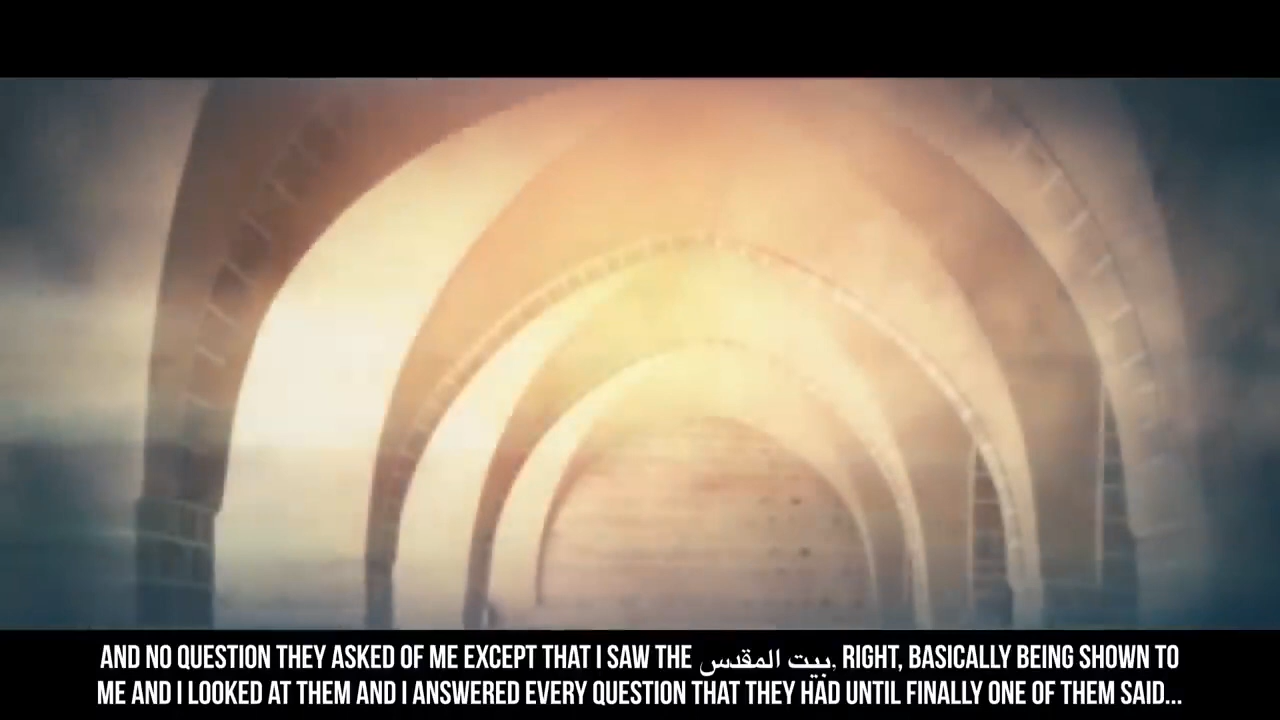 AND NO QUESTION THEY ASKED OF ME EXCEPT THAT I SAW THE بيت المقدس, RIGHT, BASICALLY BEING SHOWN TO
ME AND I LOOKED AT THEM AND I ANSWERED EVERY QUESTION THAT THEY HAD UNTIL FINALLY ONE OF THEM SAID...